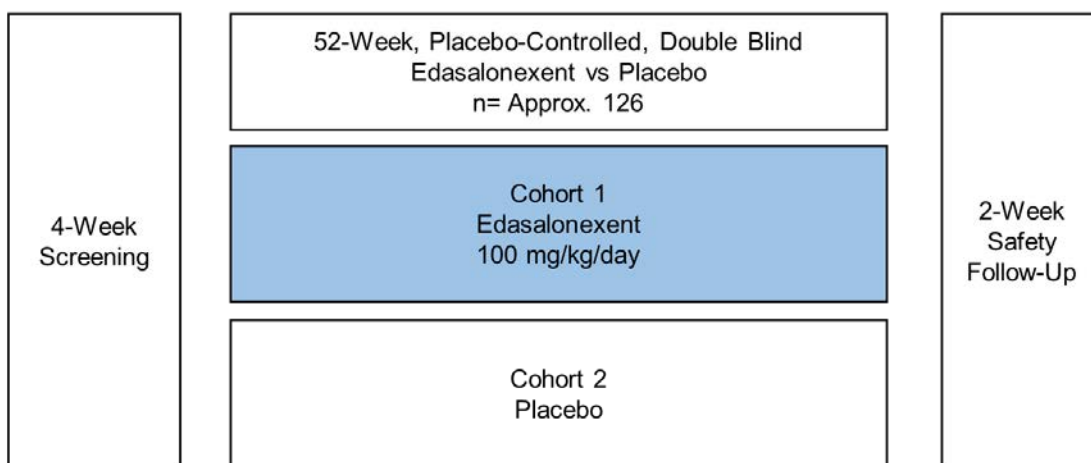 4-Week
Screening
52-Week, Placebo-Controlled, Double Blind
Edasalonexent vs Placebo
n= Approx. 126
Cohort 1
Edasalonexent
100 mg/kg/day
Cohort 2
Placebo
2-Week
Safety
Follow-Up